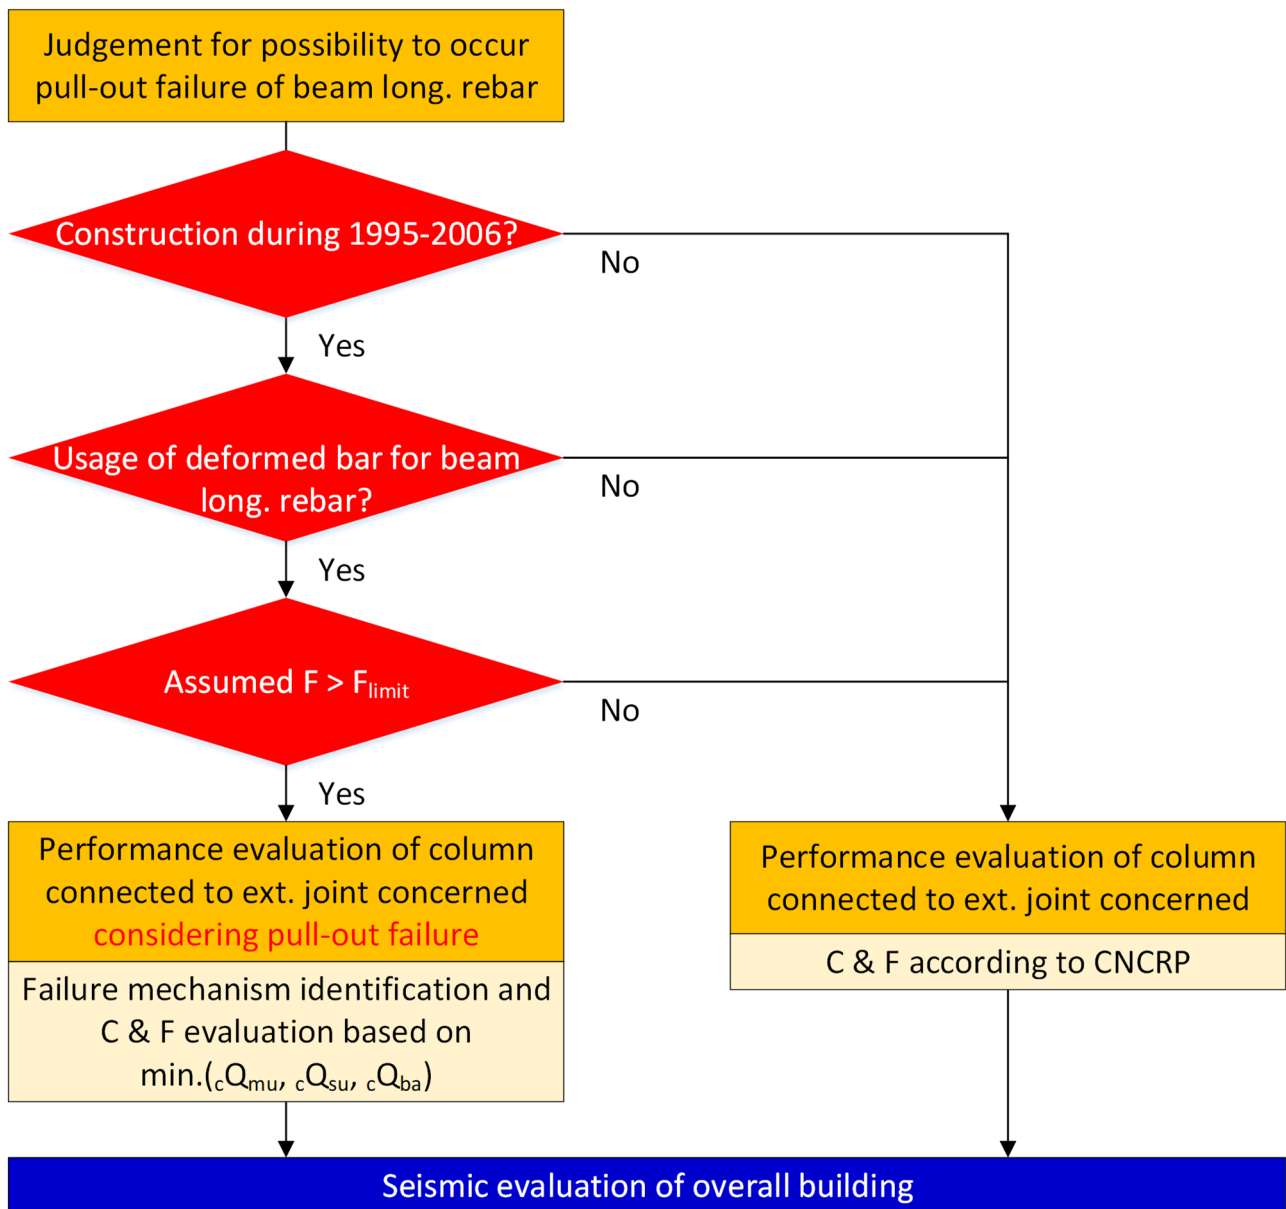 Judgement for possibility to occur
pull-out failure of beam long. rebar
Construction during 1995-2006?
No
Yes
Usage of deformed bar for beam
long. rebar?
No
Yes
Assumed F > Flimit
No
Yes
Performance evaluation of column
connected to ext. joint concerned
considering pull-out failure
Failure mechanism identification and
C & F evaluation based on
min.(cQmu, cQsu, cQba)
Performance evaluation of column
connected to ext. joint concerned
C & F according to CNCRP
Seismic evaluation of overall building